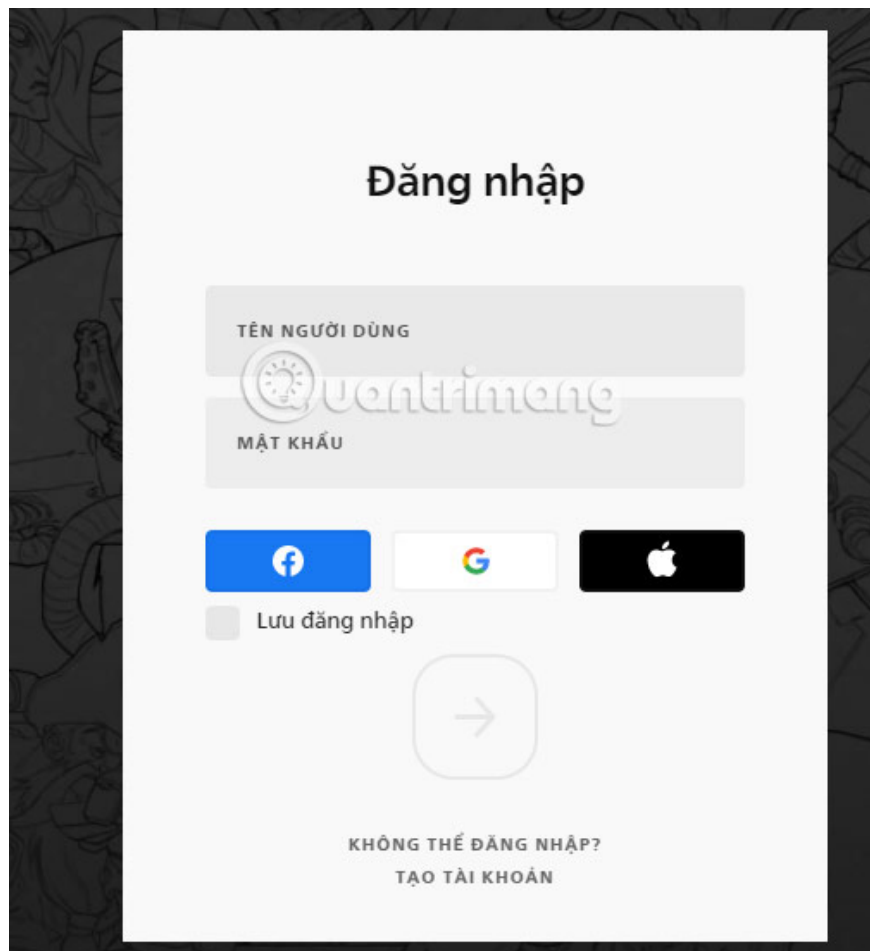 Đăng nhập
TÊN NGƯỜI DÙNG
Quantrimang
MẬT KHẨU
Lưu đăng nhập
KHÔNG THỂ ĐĂNG NHẬP?
TẠO TÀI KHOẢN